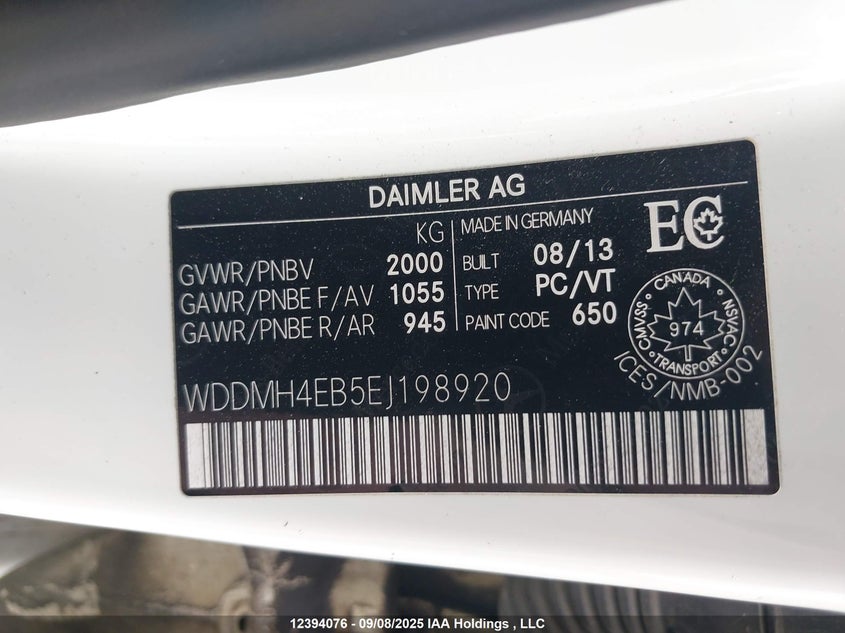 DAIMLER AG
KG
GVWR/PNBV 2000
GAWR/PNBE F/AV 1055
GAWR/PNBE R/AR 945
MADE IN GERMANY
BUILT 08/13
TYPE PC/VT
PAINT CODE 650
EC
CANADA
CMVSS 974 NSVAC
TRANSPORT
ICES/NMB-002
WDDMH4EB5EJ198920
12394076 - 09/08/2025 IAA Holdings , LLC